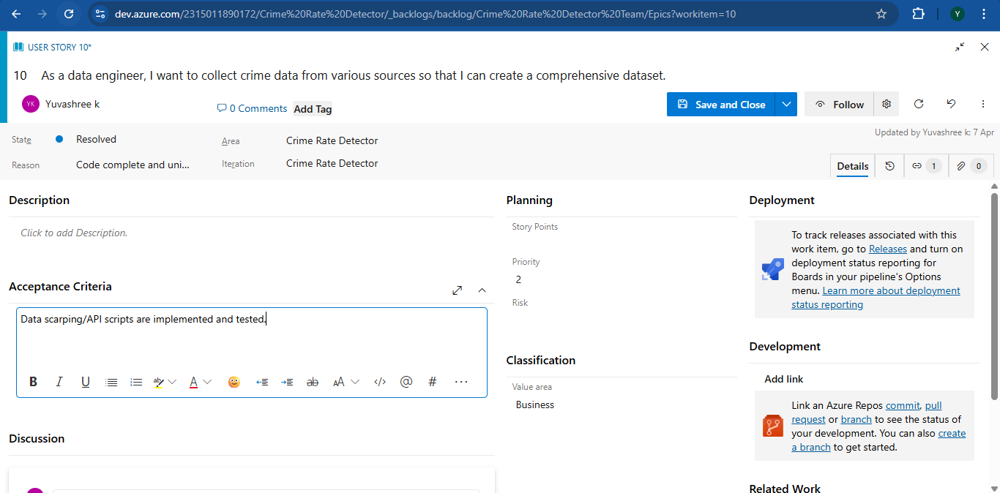 dev.azure.com/2315011890172/Crime%20Rate%20Detector/_backlogs/backlog/Crime%20Rate%20Detector%20Team/Epics?workitem=10
Y
USER STORY 10*
10 As a data engineer, I want to collect crime data from various sources so that I can create a comprehensive dataset.
YK Yuvashree k
0 Comments
Add Tag
Save and Close
Follow
State
Resolved
Area
Crime Rate Detector
Updated by Yuvashree k: 7 Apr
Reason
Code complete and uni...
Iteration
Crime Rate Detector
Details
1
0
Description
Click to add Description.
Acceptance Criteria
Data scarping/API scripts are implemented and tested.
B I U ab A ab AA </> @ # ...
Discussion
Planning
Story Points
Priority
2
Risk
Classification
Value area
Business
Deployment
To track releases associated with this
work item, go to Releases and turn on
deployment status reporting for
Boards in your pipeline's Options
menu. Learn more about deployment
status reporting
Development
Add link
Link an Azure Repos commit, pull
request or branch to see the status of
your development. You can also create
a branch to get started.
Related Work